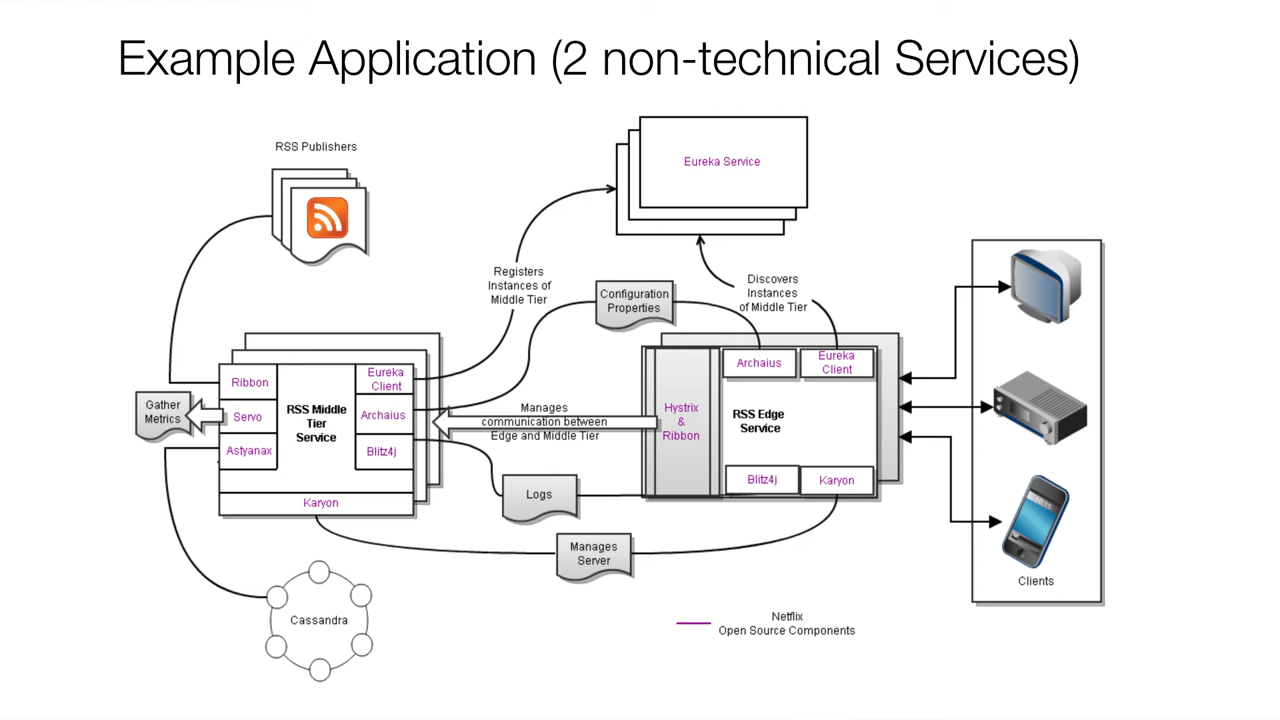 Example Application (2 non-technical Services)
RSS Publishers
Eureka Service
Registers
Instances of
Middle Tier
Configuration
Properties
Discovers
Instances
of Middle Tier
Ribbon
Servo
Astyanax
RSS Middle
Tier
Service
Eureka
Client
Archaius
Blitz4j
Karyon
Gather
Metrics
Manages
communication between
Edge and Middle Tier
Hystrix
&
Ribbon
Archaius
Eureka
Client
RSS Edge
Service
Blitz4j
Karyon
Logs
Manages
Server
Clients
Cassandra
Netflix
Open Source Components